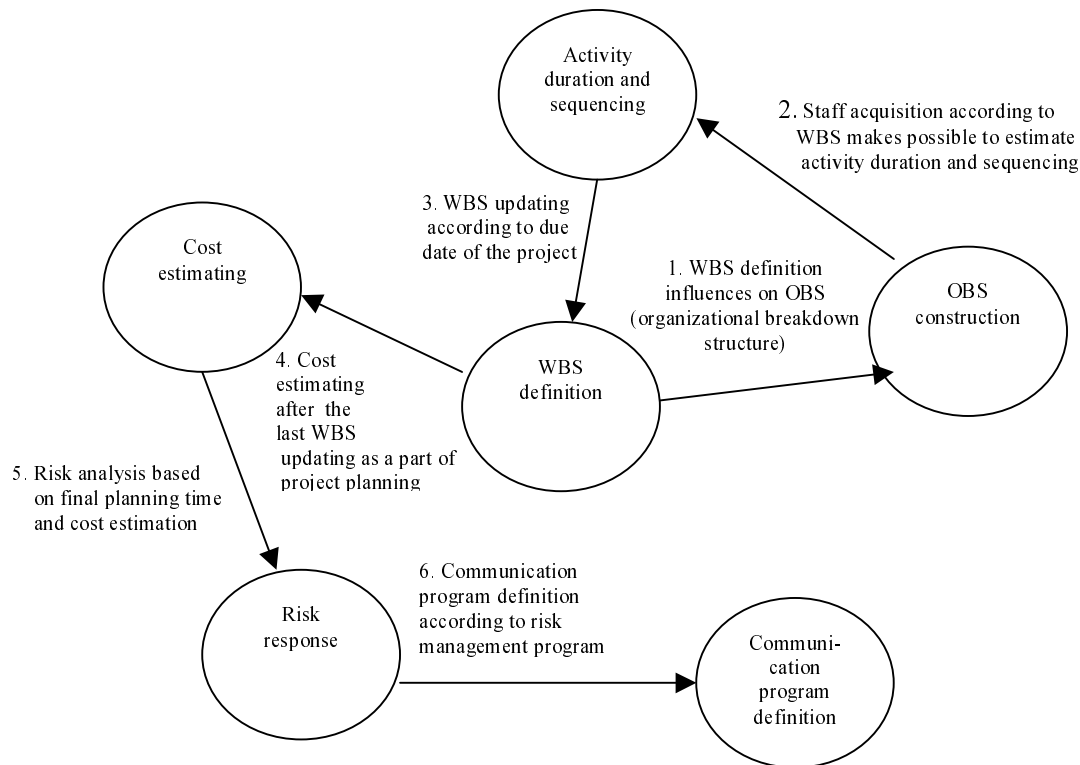 Activity
duration and
sequencing
2. Staff acquisition according to
WBS makes possible to estimate
activity duration and sequencing
3. WBS updating
according to due
date of the project
Cost
estimating
1. WBS definition
influences on OBS
(organizational breakdown
structure)
OBS
construction
WBS
definition
4. Cost
estimating
after the
last WBS
updating as a part of
project planning
5. Risk analysis based
on final planning time
and cost estimation
6. Communication
program definition
according to risk
management program
Risk
response
Communi-
cation
program
definition